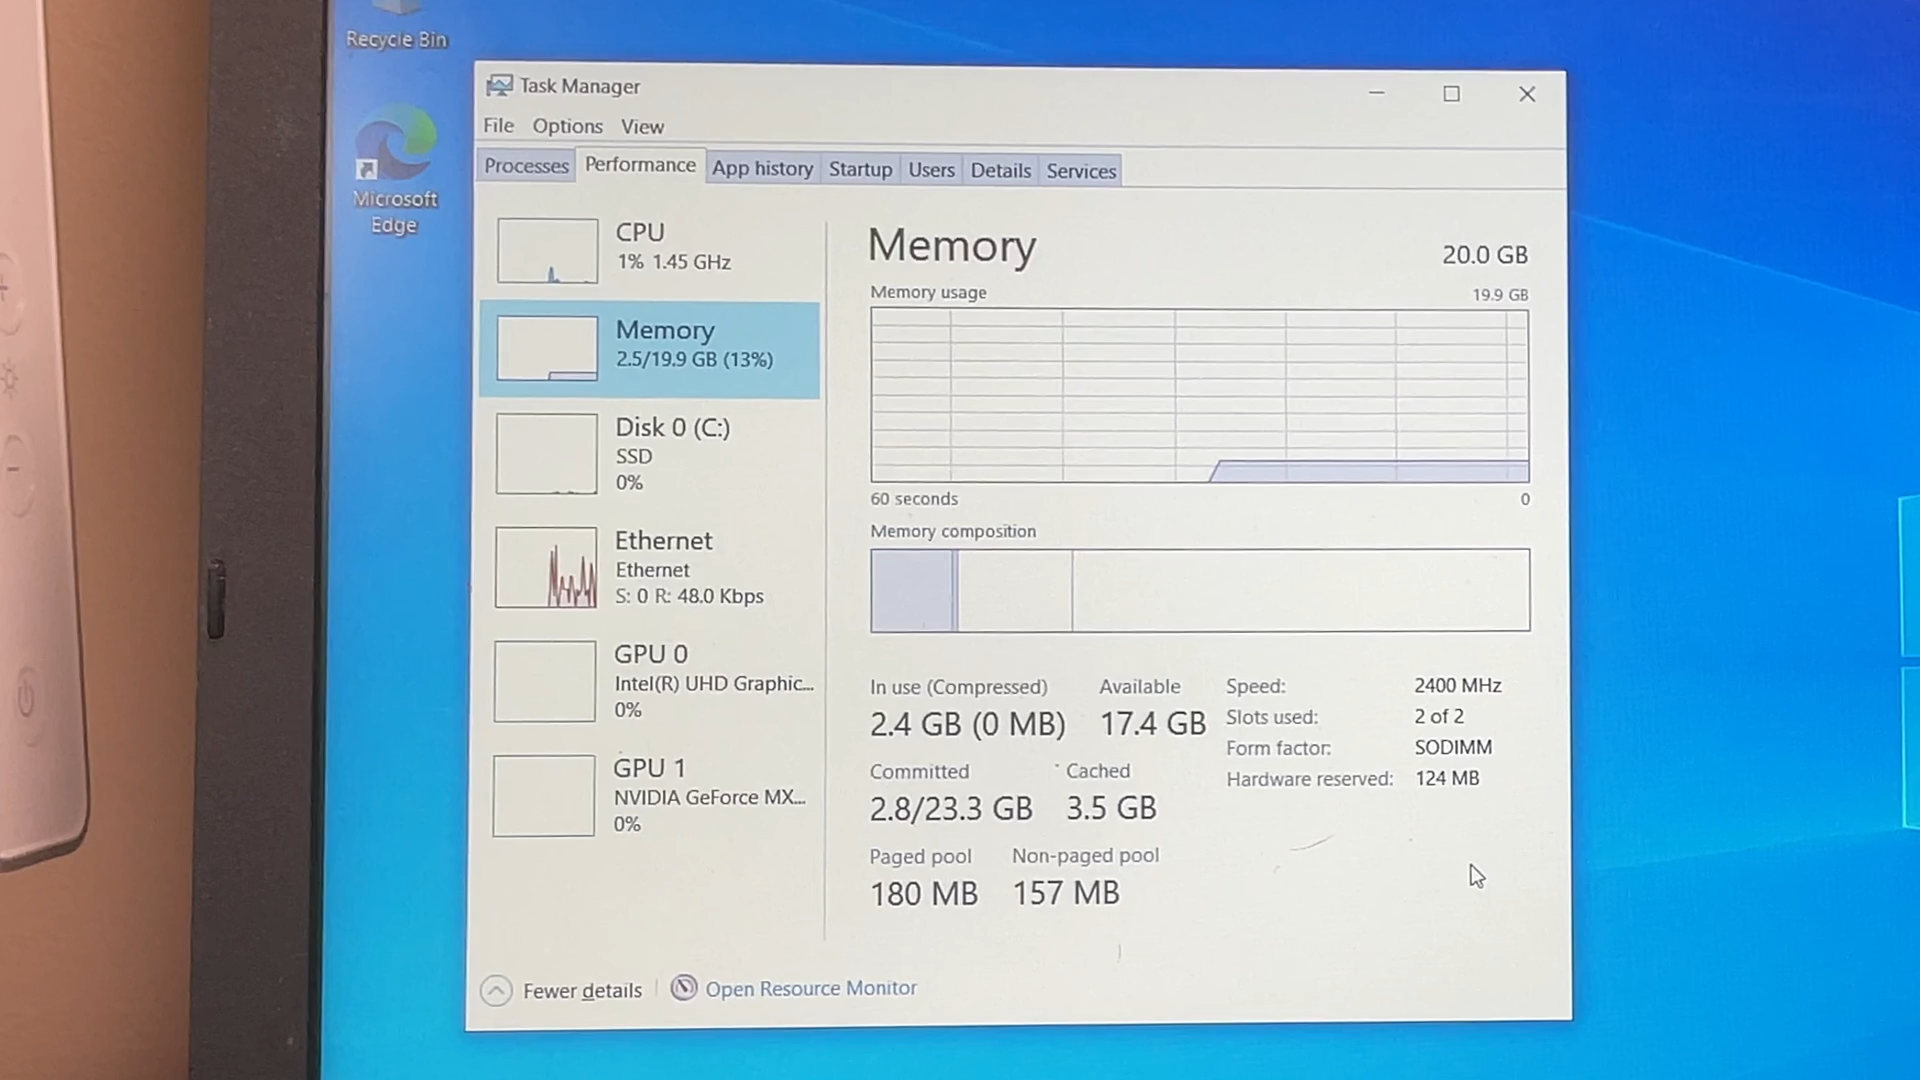 Recycle Bin
Microsoft
Edge
Task Manager
File Options View
Processes Performance App history Startup Users Details Services
CPU
1% 1.45 GHz
Memory
2.5/19.9 GB (13%)
Disk 0 (C:)
SSD
0%
Ethernet
Ethernet
S: 0 R: 48.0 Kbps
GPU 0
Intel(R) UHD Graphic...
0%
GPU 1
NVIDIA GeForce MX...
0%
Memory 20.0 GB
Memory usage 19.9 GB
60 seconds 0
Memory composition
In use (Compressed) Available
2.4 GB (0 MB) 17.4 GB
Committed Cached
2.8/23.3 GB 3.5 GB
Paged pool Non-paged pool
180 MB 157 MB
Speed: 2400 MHz
Slots used: 2 of 2
Form factor: SODIMM
Hardware reserved: 124 MB
Fewer details Open Resource Monitor